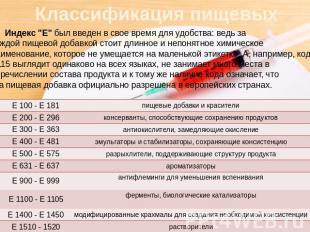 Классификация пищевых
Индекс "Е" был введен в свое время для удобства: ведь за
ждой пищевой добавкой стоит длинное и непонятное химическое
именование, которое не умещается на маленькой этикетке. А, например, код
115 выглядит одинаково на всех языках, не занимает много места в
речислении состава продукта и к тому же наличие кода означает, что
а пищевая добавка официально разрешена в европейских странах.
Е 100 - Е 181 пищевые добавки и красители
Е 200 - Е 296 консерванты, способствующие сохранению продуктов
Е 300 - Е 363 антиокислители, замедляющие окисление
Е 400 - Е 481 эмульгаторы и стабилизаторы, сохраняющие консистенцию
Е 500 - Е 575 разрыхлители, поддерживающие структуру продукта
Е 631 - Е 637 ароматизаторы
Е 900 - Е 999 антифлеминги для уменьшения вспенивания
Е 1100 - Е 1105 ферменты, биологические катализаторы
Е 1400 - Е 1450 модифицированные крахмалы для создания необходимой консистенции
Е 1510 - 1520 растворители